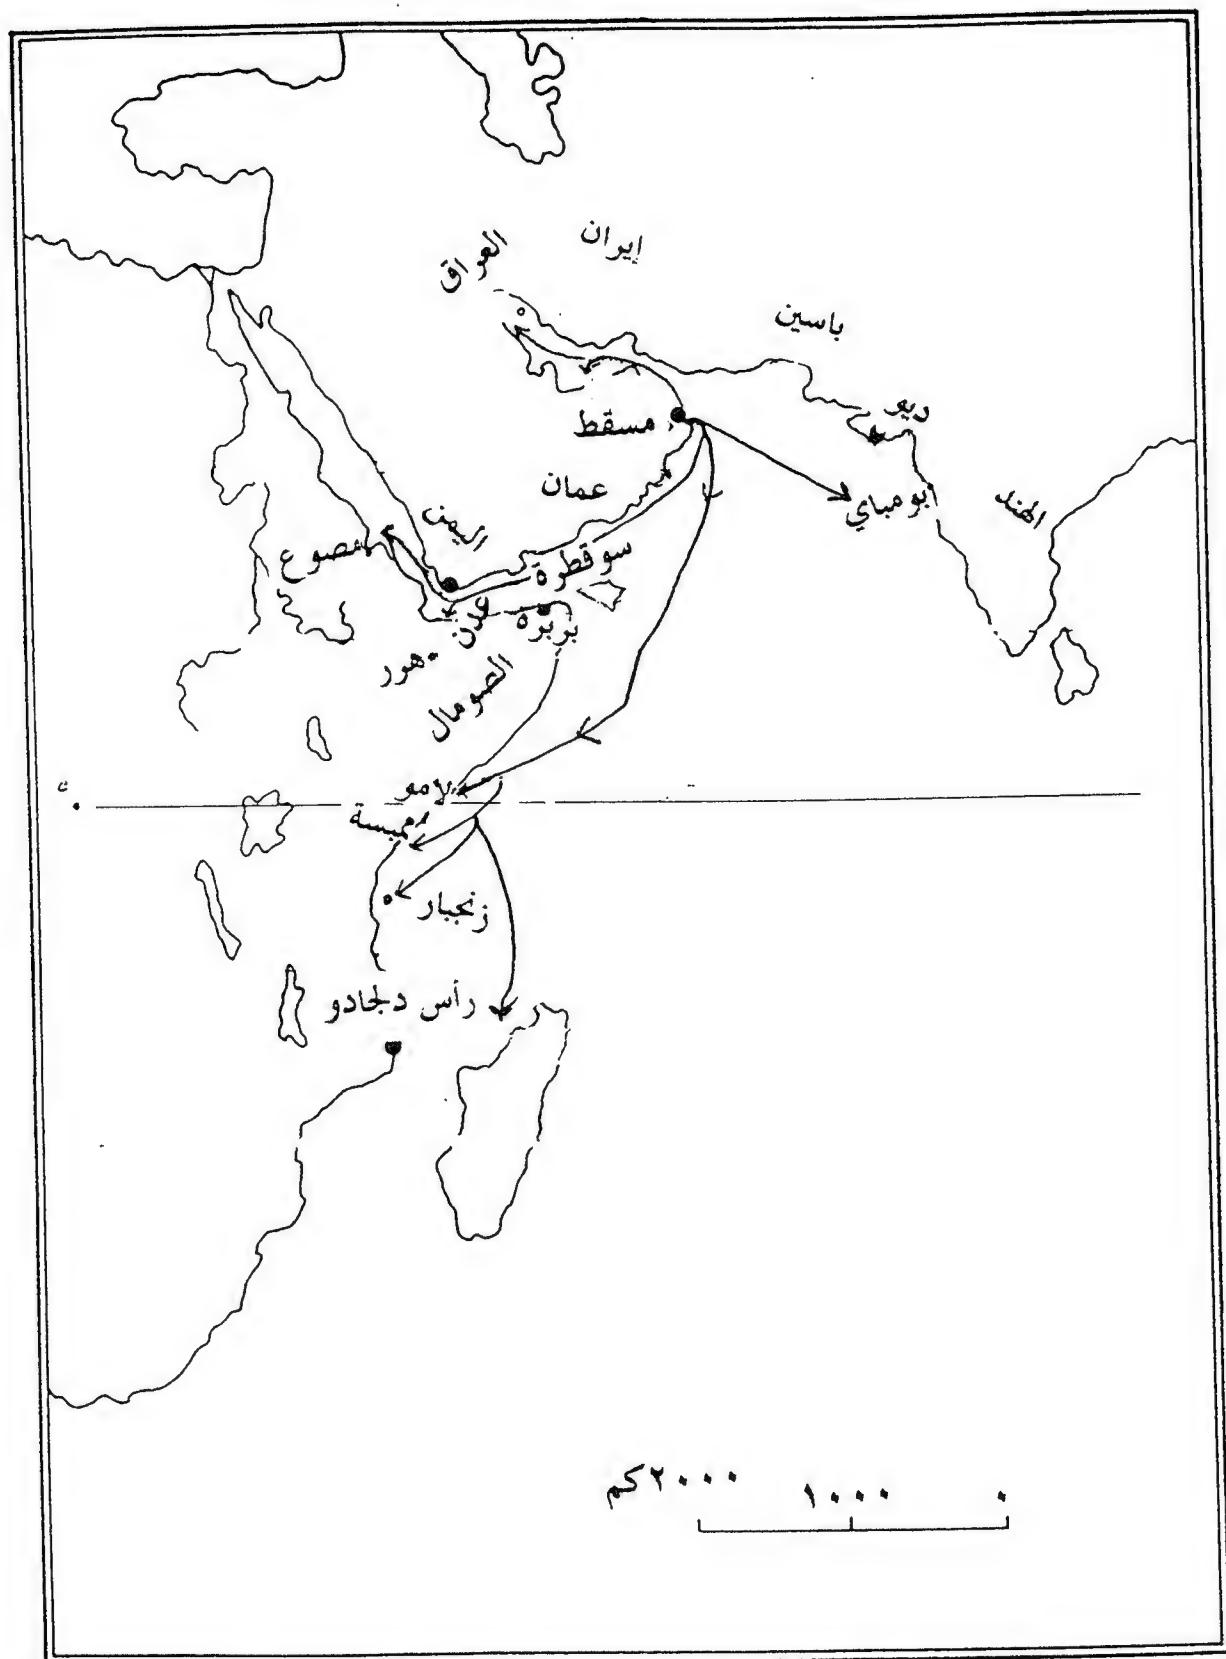 إيران
العراق
باسين
ديو
مسقط
الهند
أبومباي
عمان
اليمن
سوقطرة
مصوع
عدن
بربرة
هرر
الصومال
لامو
ممبسة
زنجبار
رأس دلجادو
٢٠٠٠كم ١٠٠٠ ٠